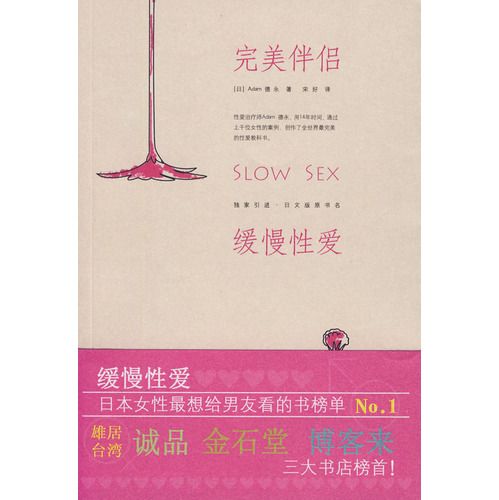 完美伴侣
[日] Adam 德永 著 宋好 译
性爱治疗师Adam 德永，用14年时间，通过
上千位女性的案例，创作了全世界最完美
的性爱教科书。
SLOW SEX
独家引进·日文版原书名
缓慢性爱
缓慢性爱
日本女性最想给男友看的书榜单 No.1
雄居
台湾 诚品 金石堂 博客来
三大书店榜首！